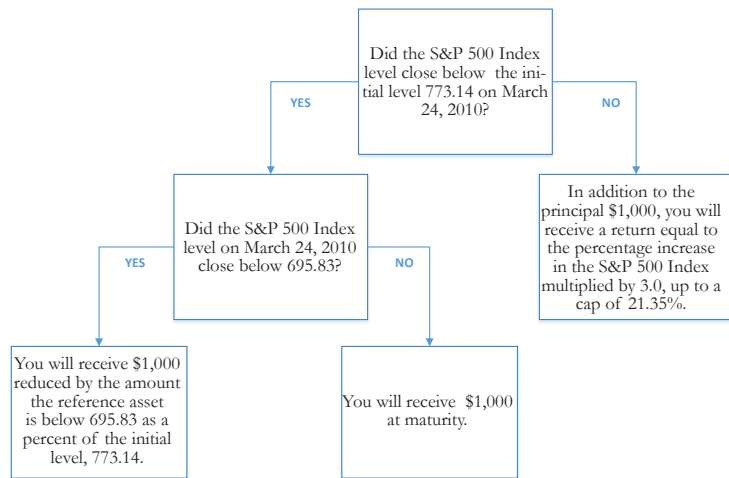 Did the S&P 500 Index
level close below the ini-
tial level 773.14 on March
24, 2010?
YES
NO
Did the S&P 500 Index
level on March 24, 2010
close below 695.83?
In addition to the
principal $1,000, you will
receive a return equal to
the percentage increase
in the S&P 500 Index
multiplied by 3.0, up to a
cap of 21.35%.
YES
NO
You will receive $1,000
reduced by the amount
the reference asset
is below 695.83 as a
percent of the initial
level, 773.14.
You will receive $1,000
at maturity.